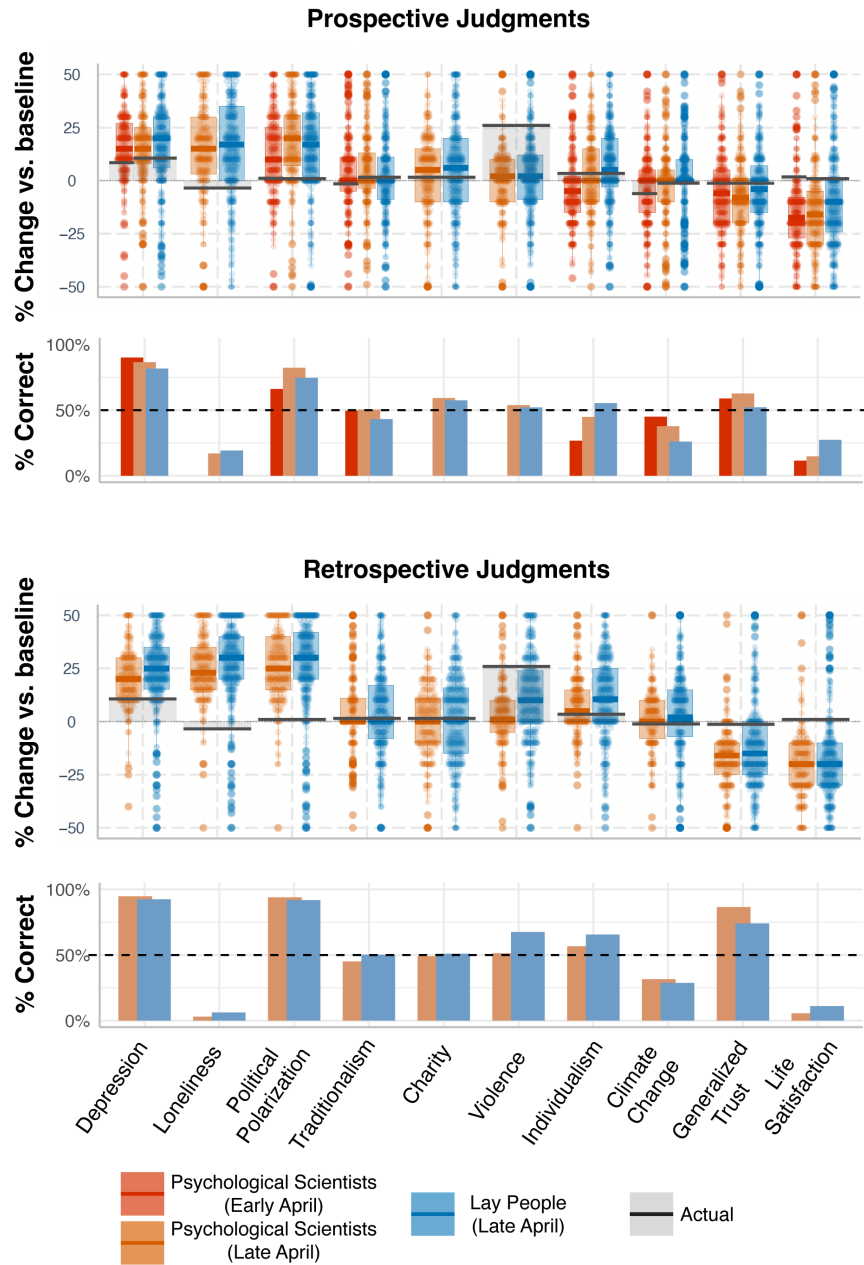 Prospective Judgments
% Change vs. baseline
50
25
0
−25
−50
% Correct
100%
50%
0%
Retrospective Judgments
% Change vs. baseline
50
25
0
−25
−50
% Correct
100%
50%
0%
Depression
Loneliness
Political
Polarization
Traditionalism
Charity
Violence
Individualism
Climate
Change
Generalized
Trust
Life
Satisfaction
Psychological Scientists
(Early April)
Psychological Scientists
(Late April)
Lay People
(Late April)
Actual